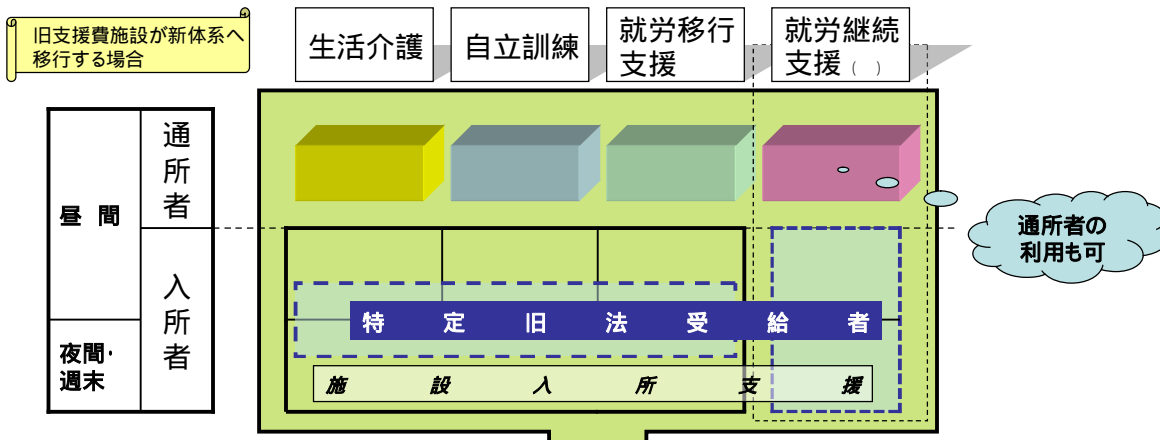 旧支援費施設が新体系へ
移行する場合
生活介護
自立訓練
就労移行
支援
就労継続
支援（　）
昼 間
通所者
入所者
夜間・
週末
通所者の
利用も可
特 定 旧 法 受 給 者
施 設 入 所 支 援